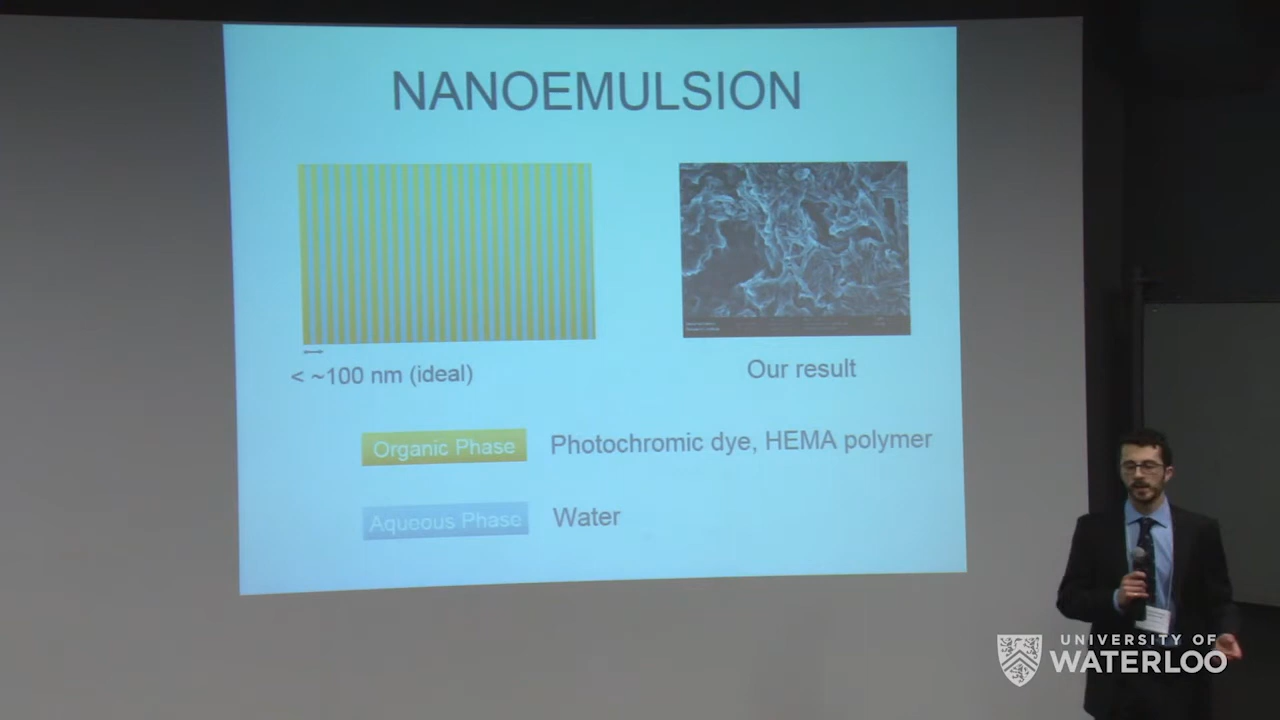 NANOEMULSION
< ~100 nm (ideal)
Our result
Organic Phase
Photochromic dye, HEMA polymer
Aqueous Phase
Water
UNIVERSITY OF
WATERLOO